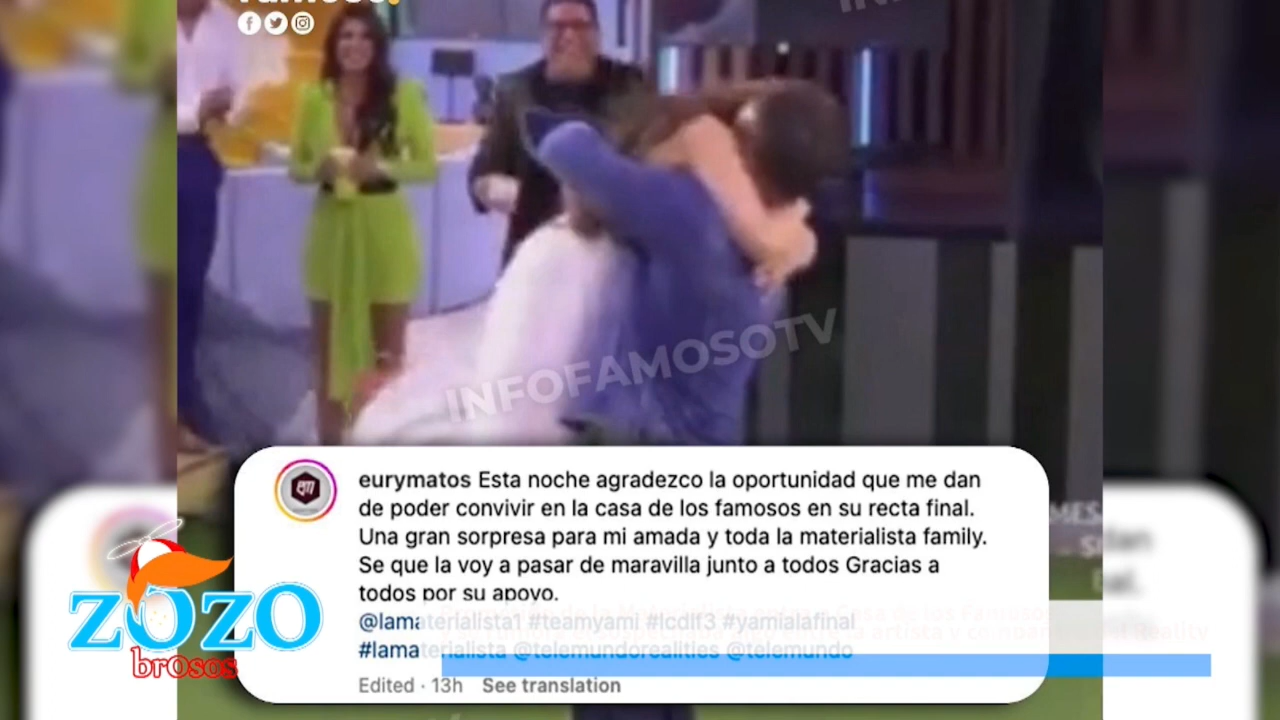 INFOFAMOSOTV
eurymatos Esta noche agradezco la oportunidad que me dan
de poder convivir en la casa de los famosos en su recta final.
Una gran sorpresa para mi amada y toda la materialista family.
Se que la voy a pasar de maravilla junto a todos Gracias a
todos por su apoyo.
@lamaterialista1 #teamyami #lcdlf3 #yamialafinal
#lamaterialista @telemundorealities @telemundo
Edited · 13h See translation
ZOZO
brosos